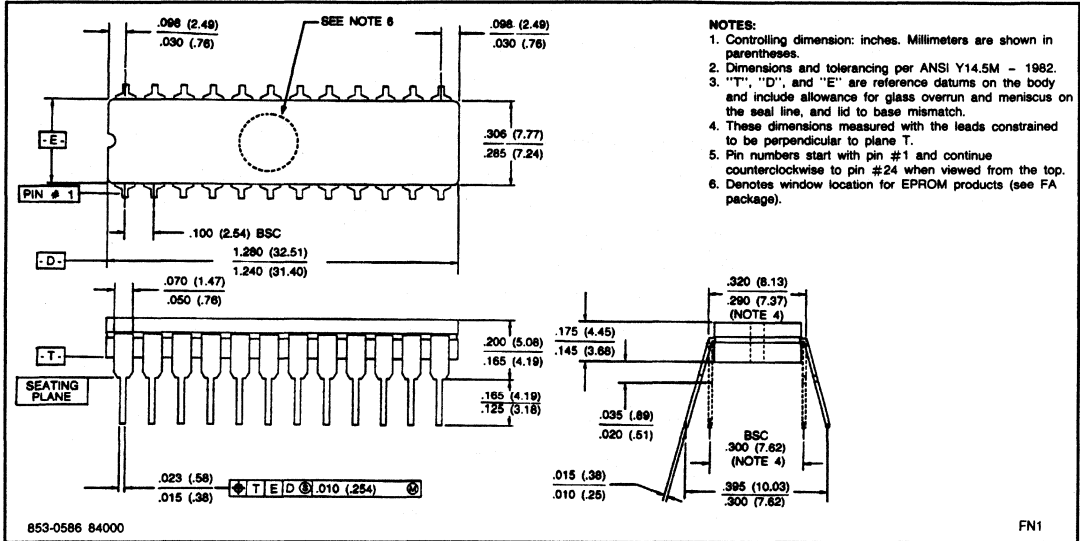 .098 (2.49)
.030 (.76)
SEE NOTE 6
.098 (2.49)
.030 (.76)
-E-
.306 (7.77)
.285 (7.24)
PIN # 1
.100 (2.54) BSC
-D-
1.280 (32.51)
1.240 (31.40)
NOTES:
1. Controlling dimension: inches. Millimeters are shown in
parentheses.
2. Dimensions and tolerancing per ANSI Y14.5M – 1982.
3. "T", "D", and "E" are reference datums on the body
and include allowance for glass overrun and meniscus on
the seal line, and lid to base mismatch.
4. These dimensions measured with the leads constrained
to be perpendicular to plane T.
5. Pin numbers start with pin #1 and continue
counterclockwise to pin #24 when viewed from the top.
6. Denotes window location for EPROM products (see FA
package).
.070 (1.47)
.050 (.76)
-T-
SEATING
PLANE
.200 (5.08)
.165 (4.19)
.165 (4.19)
.125 (3.18)
.023 (.58)
.015 (.38)
⌖ T E D Ⓢ .010 (.254) Ⓜ
.320 (8.13)
.290 (7.37)
(NOTE 4)
.175 (4.45)
.145 (3.68)
.035 (.89)
.020 (.51)
BSC
.300 (7.62)
(NOTE 4)
.015 (.38)
.010 (.25)
.395 (10.03)
.300 (7.62)
853-0586 84000
FN1